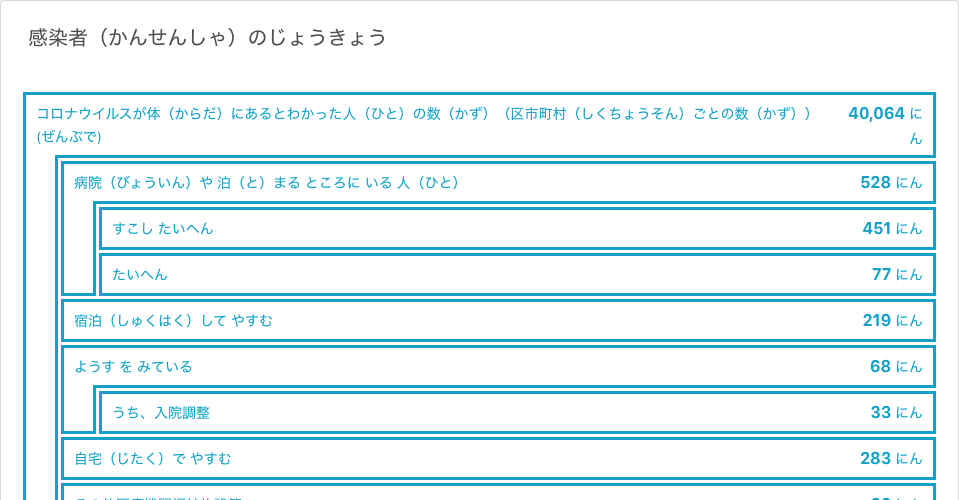 感染者（かんせんしゃ）のじょうきょう
コロナウイルスが体（からだ）にあるとわかった人（ひと）の数（かず）（区市町村（しくちょうそん）ごとの数（かず））
(ぜんぶで)
40,064 に
ん
病院（びょういん）や 泊（と）まる ところに いる 人（ひと）
528 にん
すこし たいへん
451 にん
たいへん
77 にん
宿泊（しゅくはく）して やすむ
219 にん
ようす を みている
68 にん
うち、入院調整
33 にん
自宅（じたく）で やすむ
283 にん